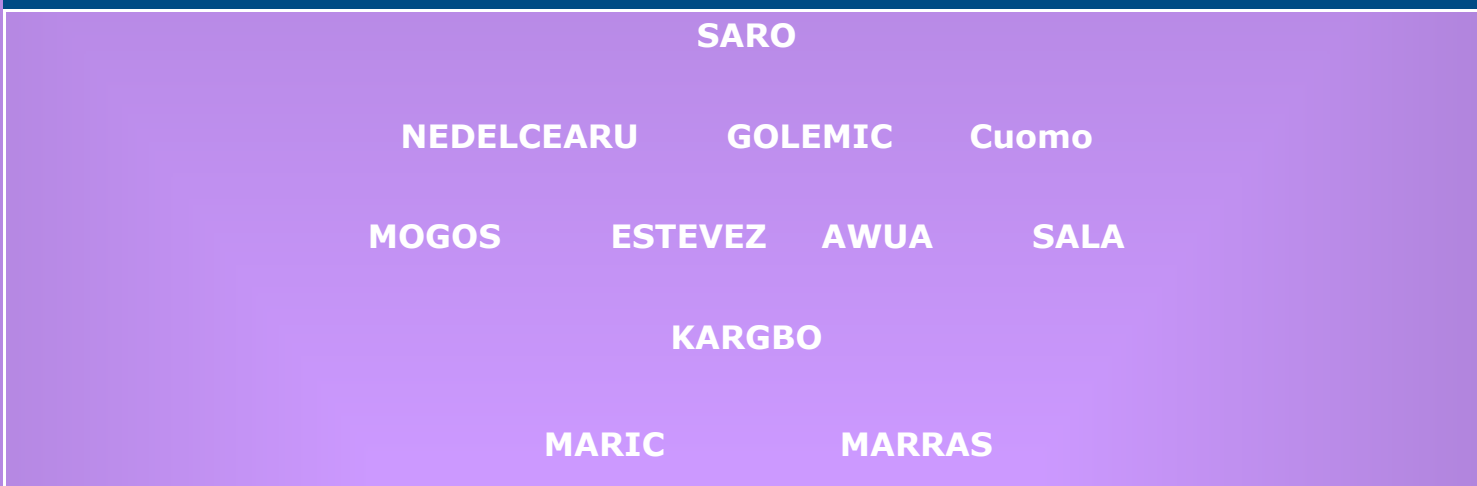 SARO
NEDELCEARU GOLEMIC Cuomo
MOGOS ESTEVEZ AWUA SALA
KARGBO
MARIC MARRAS